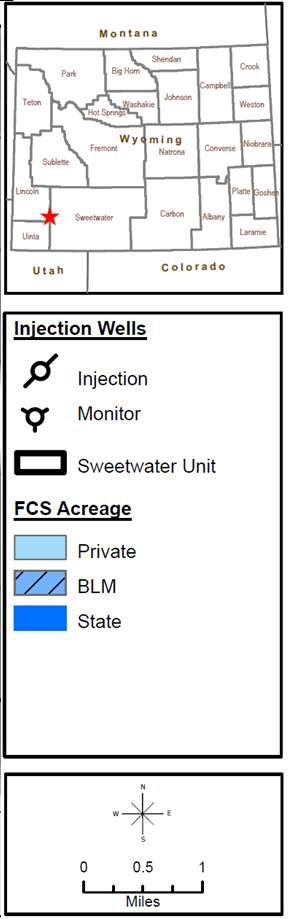 Montana
Sheridan
Park
Big Horn
Crook
Campbell
Teton
Washakie
Johnson
Weston
Hot Springs
Wyoming
Fremont
Natrona
Converse
Niobrara
Sublette
Lincoln
Platte
Goshen
Sweetwater
Carbon
Albany
Uinta
Laramie
Utah
Colorado
Injection Wells
Injection
Monitor
Sweetwater Unit
FCS Acreage
Private
BLM
State
N
W E
S
0 0.5 1
Miles